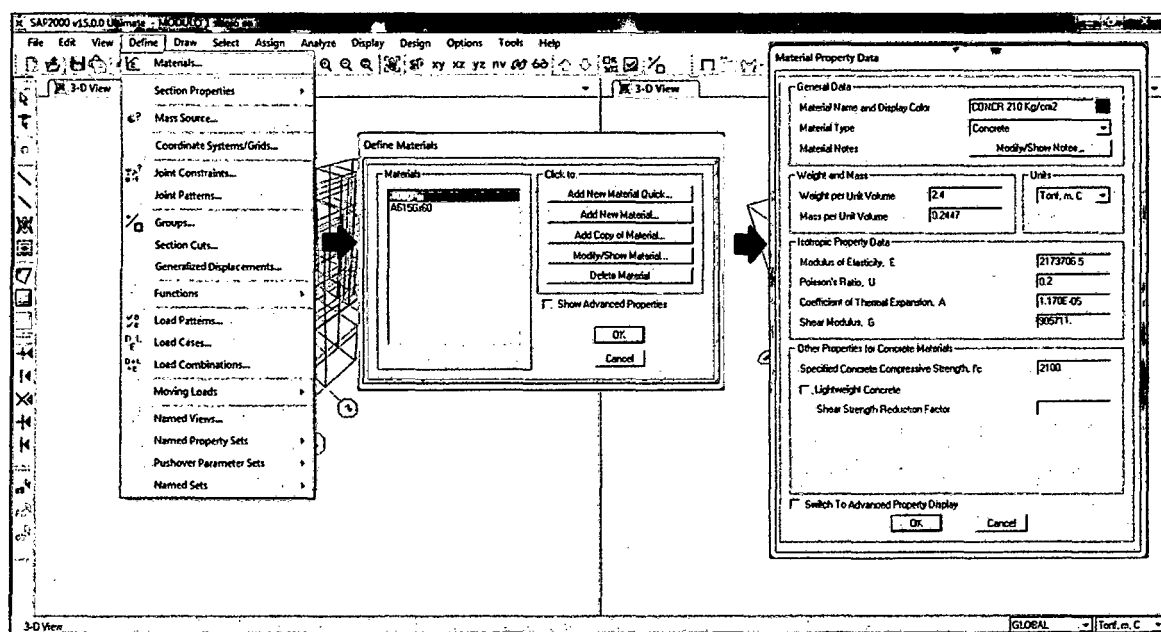 SAP2000 v15.0.0 Ultimate - MODULO
File Edit View Define Draw Select Assign Analyze Display Design Options Tools Help
xy xz yz nv
3-D View
3-D View
Materials...
Section Properties
Mass Source...
Coordinate Systems/Grids...
Joint Constraints...
Joint Patterns...
Groups...
Section Cuts...
Generalized Displacements...
Functions
Load Patterns...
Load Cases...
Load Combinations...
Moving Loads
Named Views...
Named Property Sets
Pushover Parameter Sets
Named Sets
Define Materials
Materials
A615Gr60
Click to:
Add New Material Quick...
Add New Material...
Add Copy of Material...
Modify/Show Material...
Delete Material
Show Advanced Properties
OK
Cancel
Material Property Data
General Data
Material Name and Display Color CONCR 210 Kg/cm2
Material Type Concrete
Material Notes Modify/Show Notes...
Weight and Mass
Weight per Unit Volume 2.4
Mass per Unit Volume 0.2447
Units
Tonf, m, C
Isotropic Property Data
Modulus of Elasticity, E 2173706.5
Poisson's Ratio, U 0.2
Coefficient of Thermal Expansion, A 1.170E-05
Shear Modulus, G 905711.
Other Properties for Concrete Materials
Specified Concrete Compressive Strength, f'c 2100.
Lightweight Concrete
Shear Strength Reduction Factor
Switch To Advanced Property Display
OK Cancel
3-D View
GLOBAL Tonf, m, C